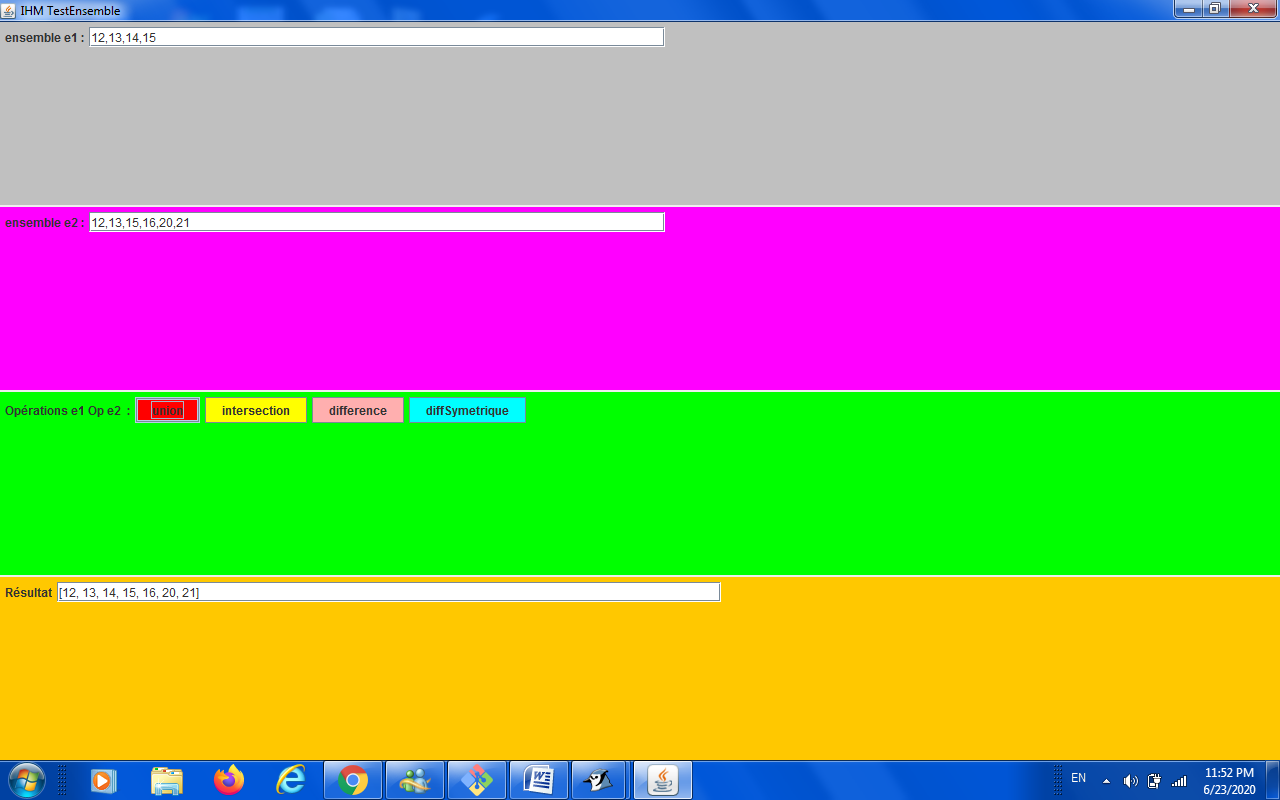 IHM TestEnsemble
ensemble e1 : 12,13,14,15
ensemble e2 : 12,13,15,16,20,21
Opérations e1 Op e2 : union intersection difference diffSymetrique
Résultat [12, 13, 14, 15, 16, 20, 21]
EN 11:52 PM
6/23/2020